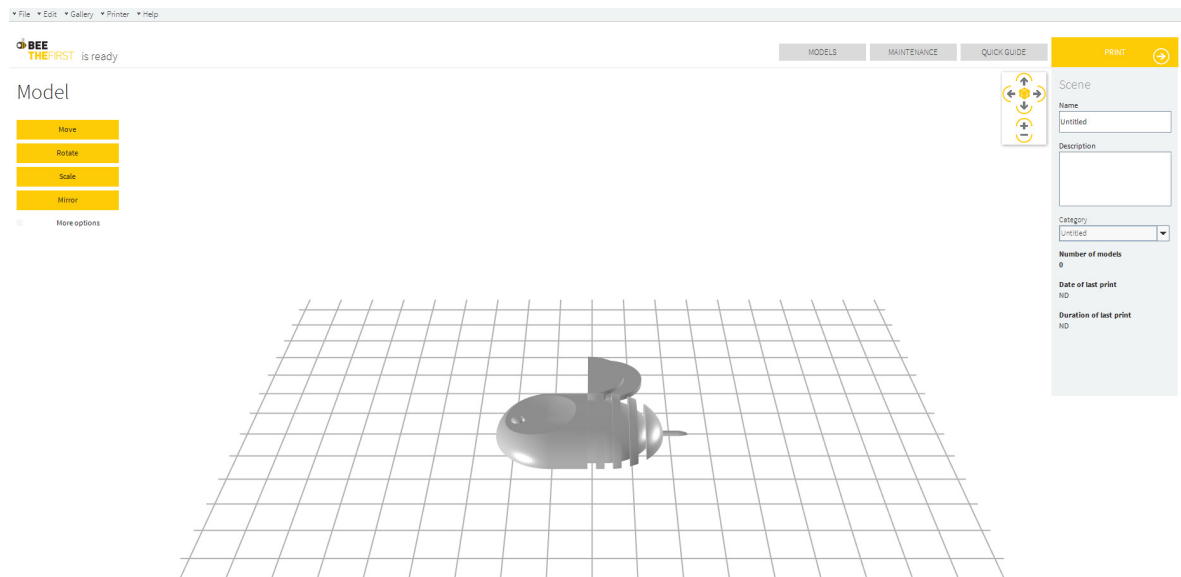 File Edit Gallery Printer Help
BEE
THEFIRST is ready
MODELS MAINTENANCE QUICK GUIDE PRINT
Model
Move
Rotate
Scale
Mirror
More options
Scene
Name
Untitled
Description
Category
Untitled
Number of models
0
Date of last print
ND
Duration of last print
ND